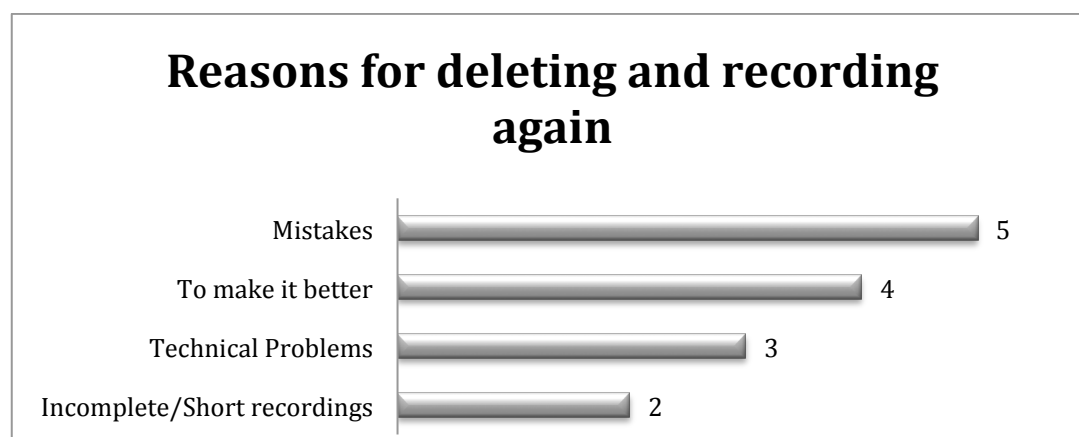 Reasons for deleting and recording
again
Mistakes 5
To make it better 4
Technical Problems 3
Incomplete/Short recordings 2